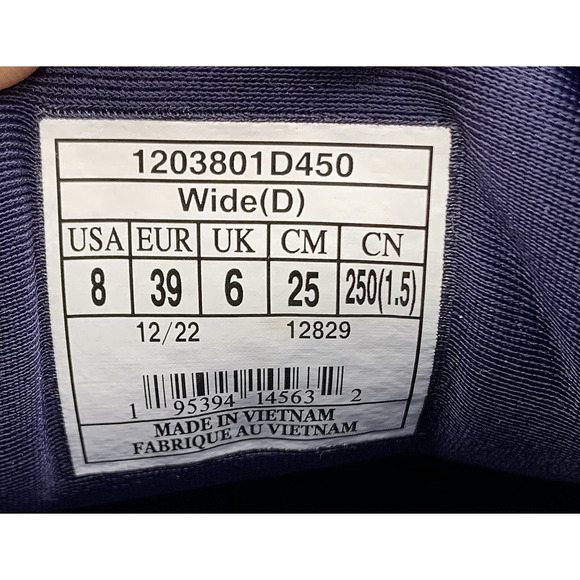 1203801D450
Wide(D)
USA EUR UK CM CN
8 39 6 25 250(1.5)
12/22 12829
1 95394 14563 2
MADE IN VIETNAM
FABRIQUE AU VIETNAM